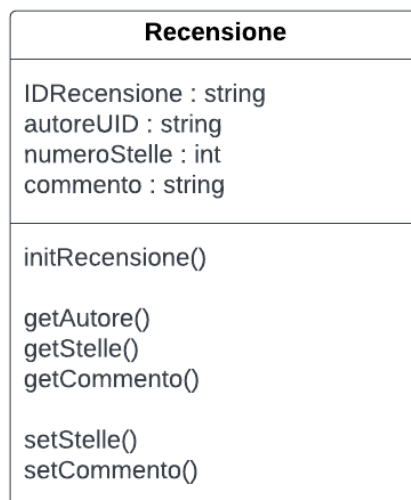 Recensione
IDRecensione : string
autoreUID : string
numeroStelle : int
commento : string
initRecensione()
getAutore()
getStelle()
getCommento()
setStelle()
setCommento()